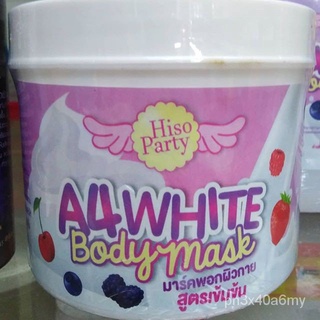 Hiso
Party
A4WHITE
Body Mask
มาร์คพอกผิวกาย
สูตรเข้มข้น
ph3x40a6my